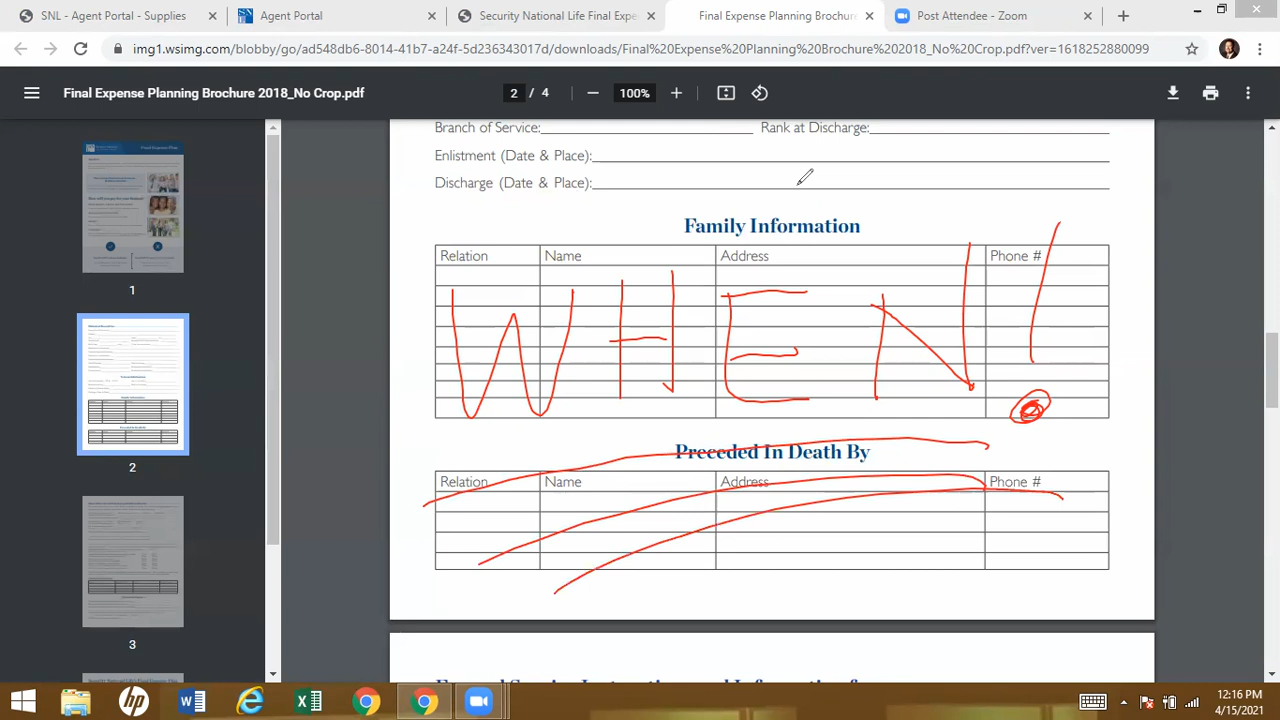 SNL - Agent Portal - Supplies
Agent Portal
Security National Life Final Expe
Final Expense Planning Brochure
Post Attendee - Zoom
img1.wsimg.com/blobby/go/ad548db6-8014-41b7-a24f-5d236343017d/downloads/Final%20Expense%20Planning%20Brochure%202018_No%20Crop.pdf?ver=1618252880099
Final Expense Planning Brochure 2018_No Crop.pdf
2 / 4
100%
Branch of Service: Rank at Discharge:
Enlistment (Date & Place):
Discharge (Date & Place):
Family Information
Relation Name Address Phone #
WHEN!
Preceded In Death By
Relation Name Address Phone #
1
2
3
12:16 PM
4/15/2021